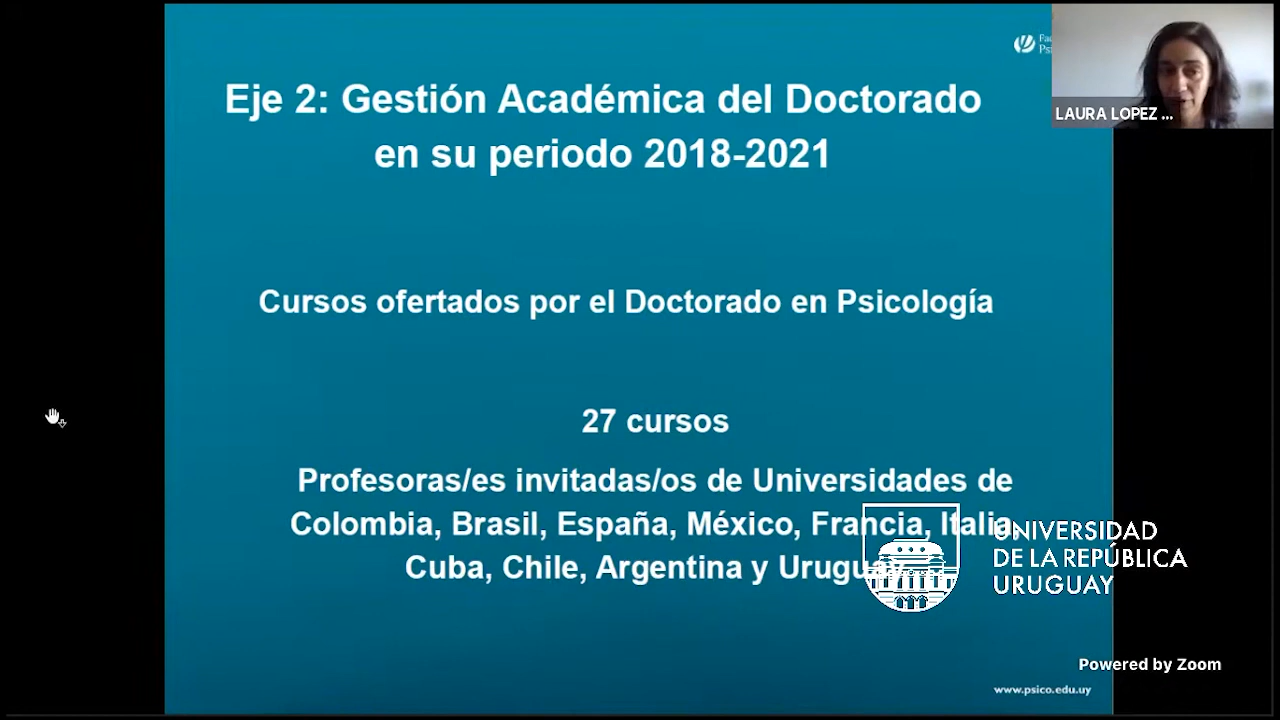 Eje 2: Gestión Académica del Doctorado
en su periodo 2018-2021
LAURA LOPEZ ...
Cursos ofertados por el Doctorado en Psicología
27 cursos
Profesoras/es invitadas/os de Universidades de
Colombia, Brasil, España, México, Francia, Italia,
Cuba, Chile, Argentina y Uruguay.
UNIVERSIDAD
DE LA REPÚBLICA
URUGUAY
Powered by Zoom
www.psico.edu.uy